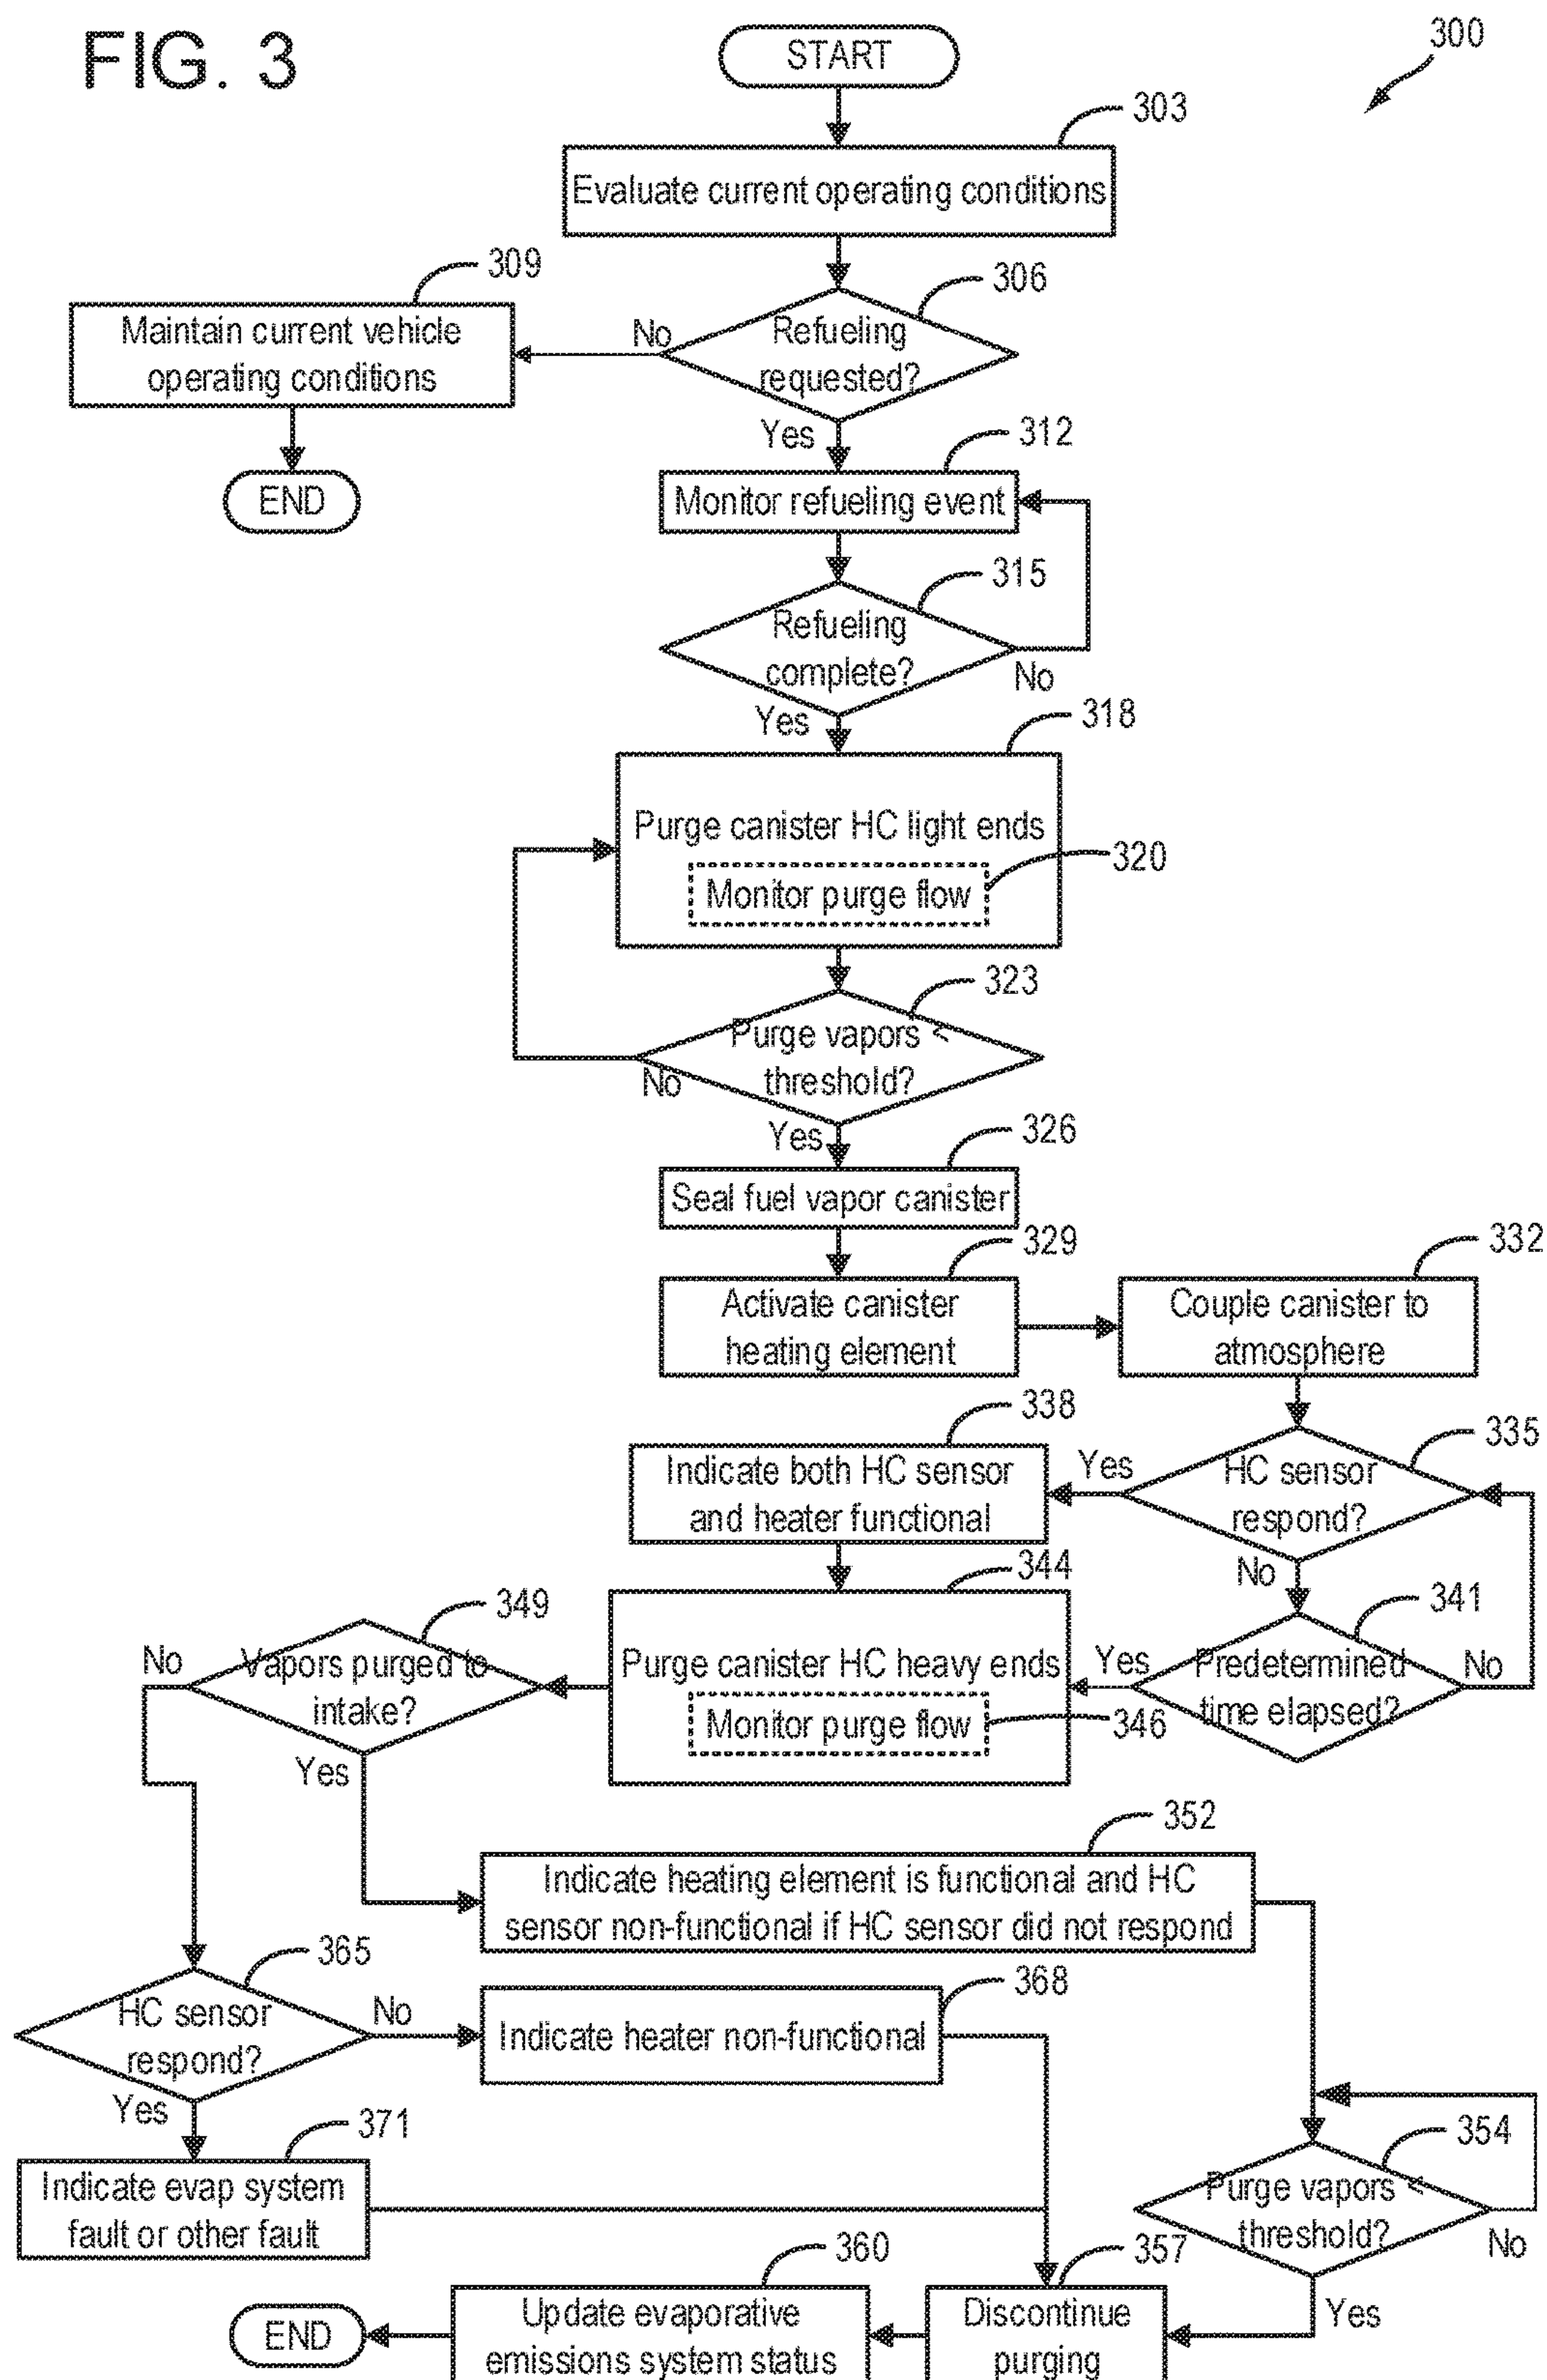 FIG. 3
300
START
303
Evaluate current operating conditions
309
306
Maintain current vehicle
operating conditions
No
Refueling
requested?
Yes
312
END
Monitor refueling event
315
Refueling
complete?
No
Yes
318
Purge canister HC light ends
320
Monitor purge flow
323
Purge vapors <
threshold?
No
Yes
326
Seal fuel vapor canister
329
332
Activate canister
heating element
Couple canister to
atmosphere
338
335
Indicate both HC sensor
and heater functional
Yes
HC sensor
respond?
No
344
341
349
No
Vapors purged to
intake?
Purge canister HC heavy ends
Yes
Predetermined
time elapsed?
No
Monitor purge flow
346
Yes
352
Indicate heating element is functional and HC
sensor non-functional if HC sensor did not respond
365
368
HC sensor
respond?
No
Indicate heater non-functional
Yes
371
354
Indicate evap system
fault or other fault
Purge vapors <
threshold?
No
360
357
END
Update evaporative
emissions system status
Discontinue
purging
Yes